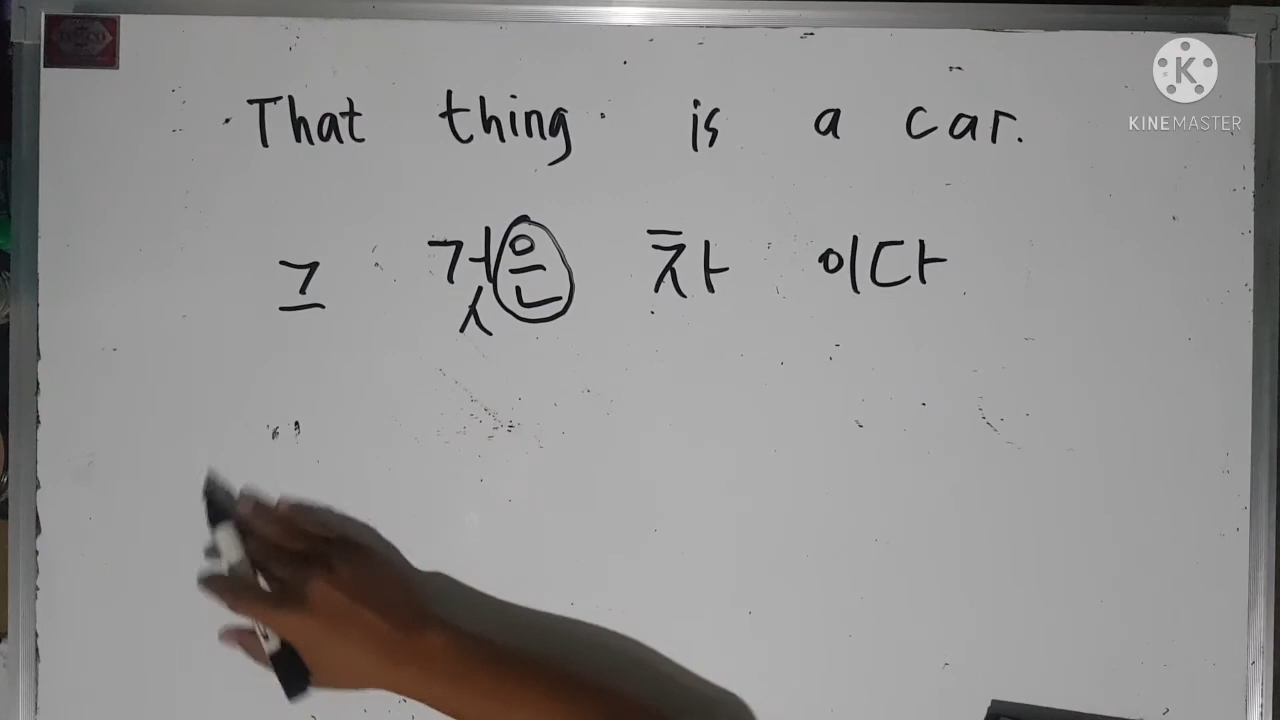 KINEMASTER
That thing is a car.
그 것은 차 이다